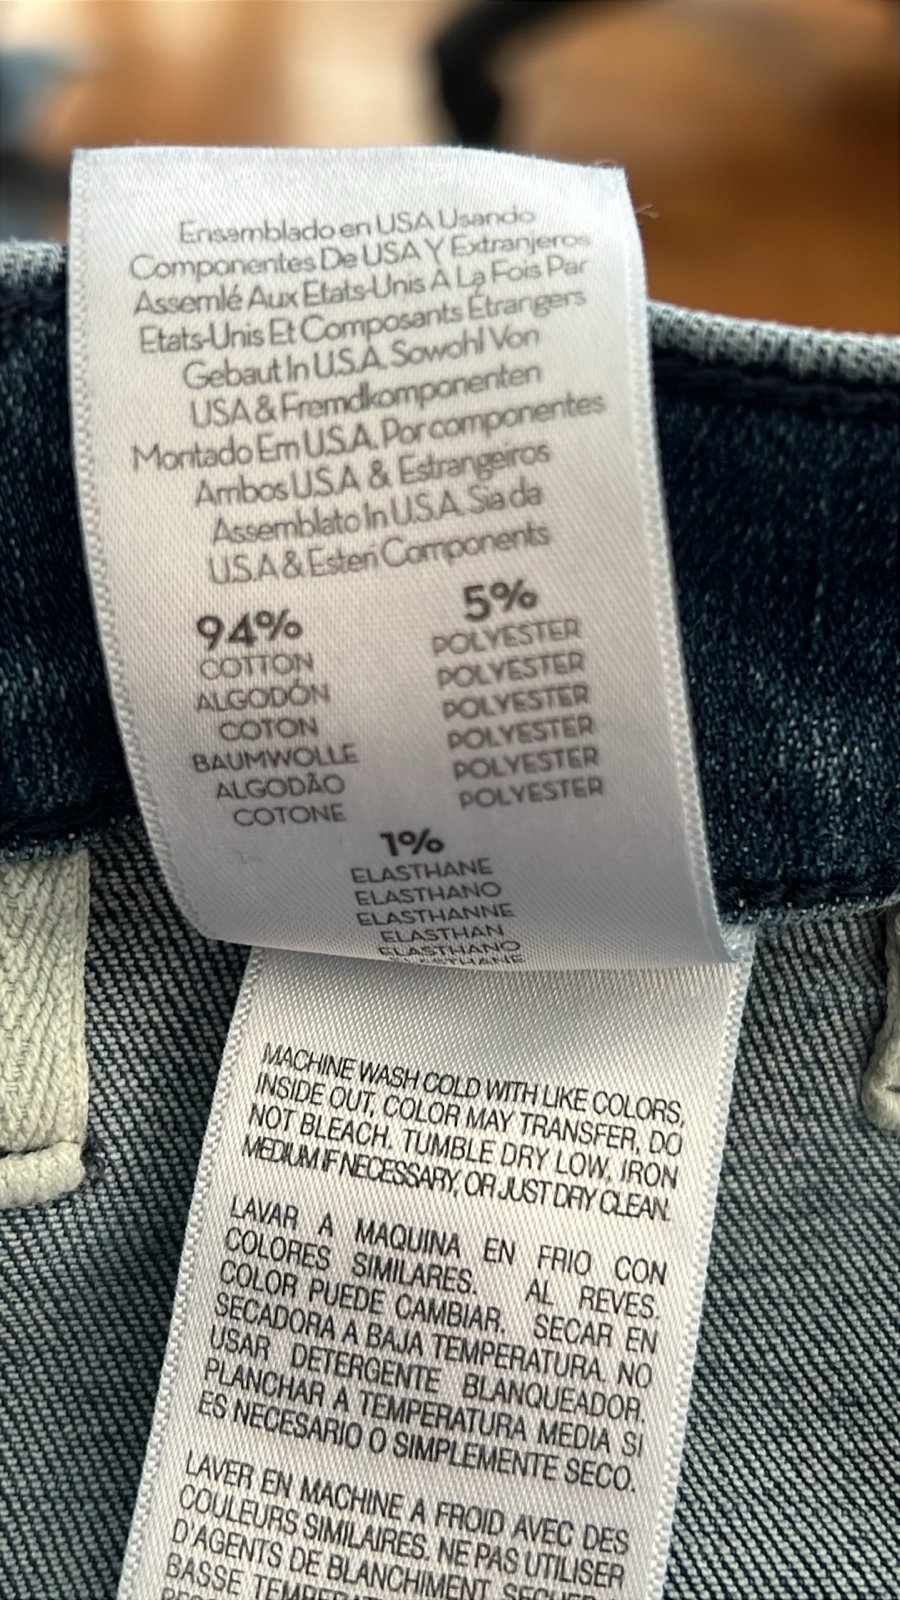 Ensamblado en USA Usando
Componentes De USA Y Extranjeros
Assemlé Aux Etats-Unis A La Fois Par
Etats-Unis Et Composants Étrangers
Gebaut In U.S.A. Sowohl Von
USA & Fremdkomponenten
Montado Em U.S.A. Por componentes
Ambos U.S.A & Estrangeiros
Assemblato In U.S.A. Sia da
U.S.A & Esteri Components
94% 5%
COTTON POLYESTER
ALGODÓN POLYESTER
COTON POLYESTER
BAUMWOLLE POLYESTER
ALGODÃO POLYESTER
COTONE POLYESTER
1%
ELASTHANE
ELASTHANO
ELASTHANNE
ELASTHAN
ELASTHANO
MACHINE WASH COLD WITH LIKE COLORS,
INSIDE OUT, COLOR MAY TRANSFER, DO
NOT BLEACH. TUMBLE DRY LOW, IRON
MEDIUM IF NECESSARY, OR JUST DRY CLEAN.
LAVAR A MAQUINA EN FRIO CON
COLORES SIMILARES. AL REVES.
COLOR PUEDE CAMBIAR. SECAR EN
SECADORA A BAJA TEMPERATURA. NO
USAR DETERGENTE BLANQUEADOR.
PLANCHAR A TEMPERATURA MEDIA SI
ES NECESARIO O SIMPLEMENTE SECO.
LAVER EN MACHINE A FROID AVEC DES
COULEURS SIMILAIRES. NE PAS UTILISER
D'AGENTS DE BLANCHIMENT.
BASSE